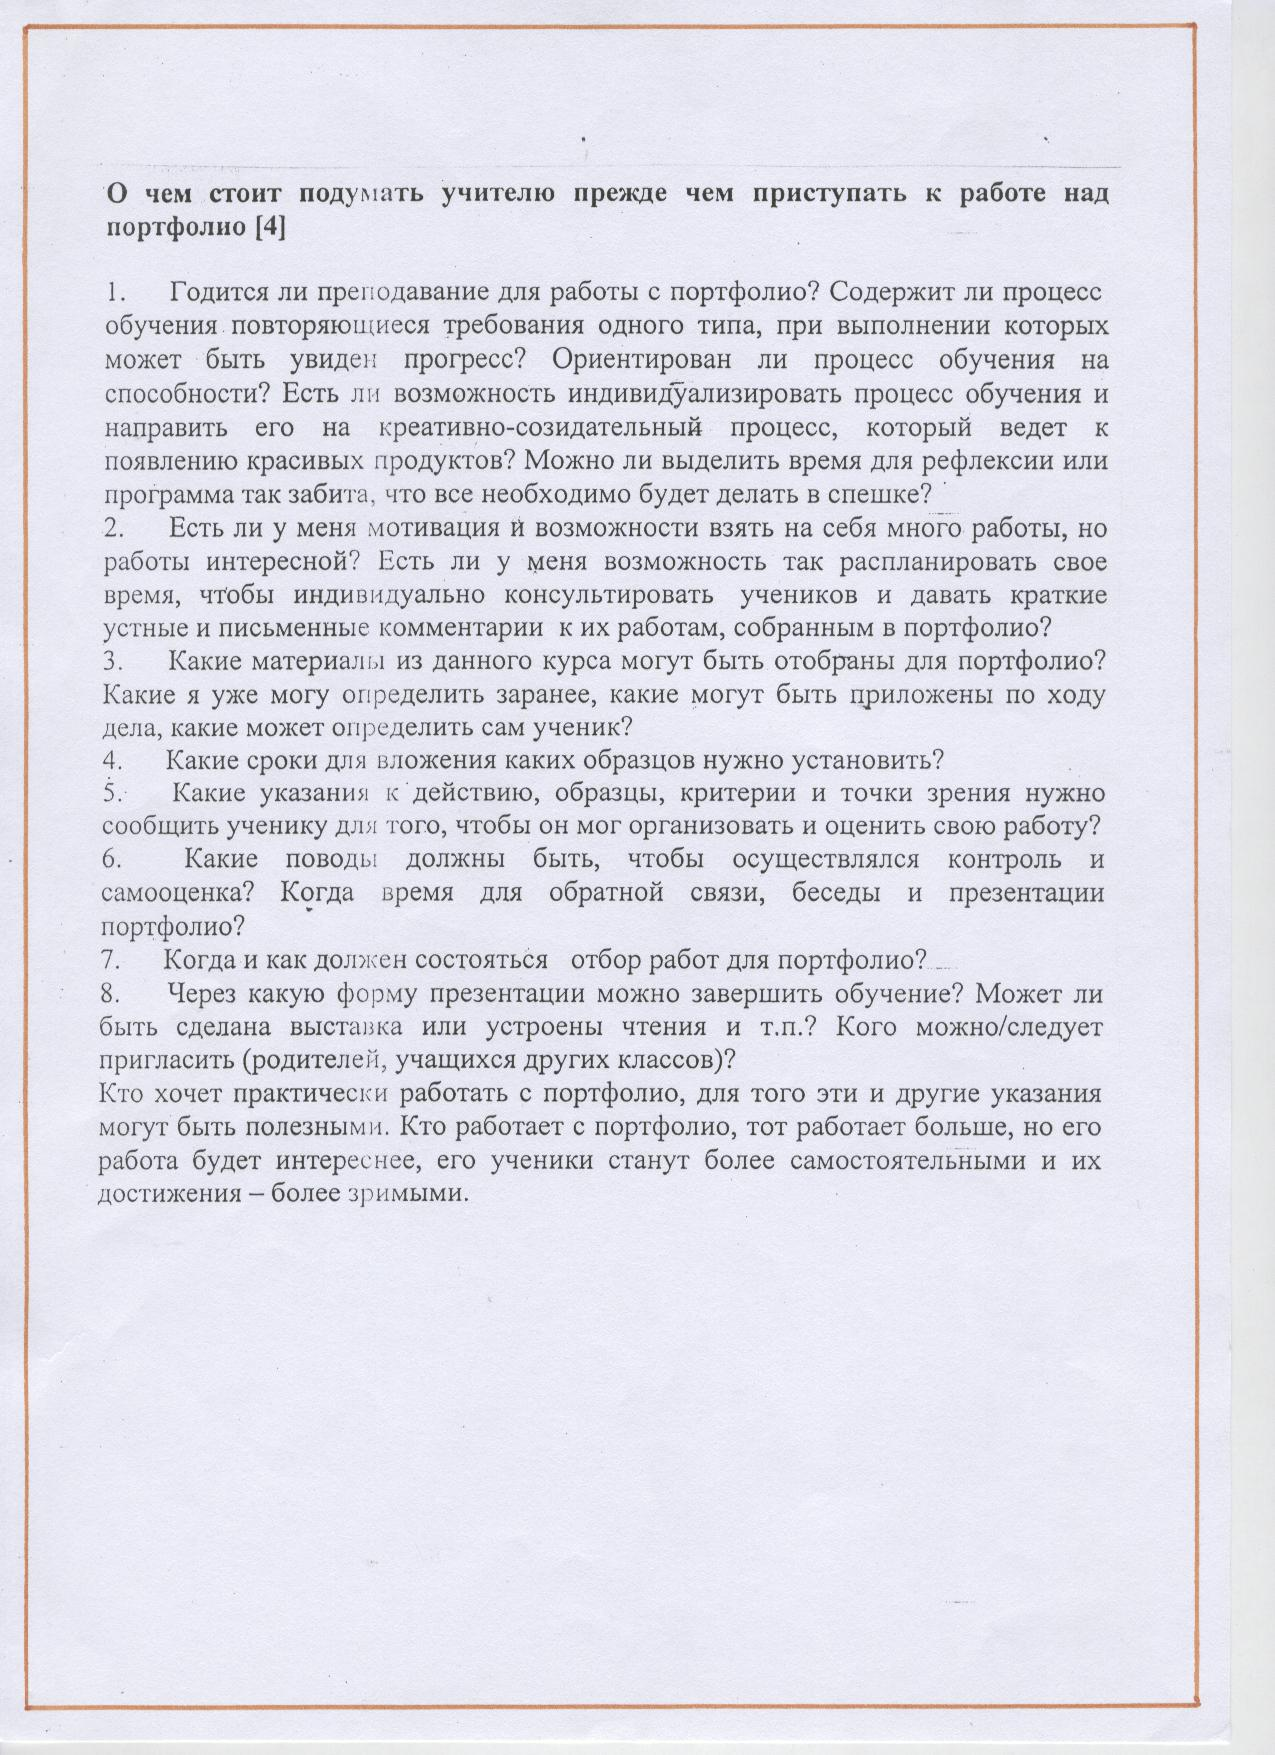 О чем стоит подумать учителю прежде чем приступать к работе над
портфолио [4]
1. Годится ли преподавание для работы с портфолио? Содержит ли процесс
обучения повторяющиеся требования одного типа, при выполнении которых
может быть увиден прогресс? Ориентирован ли процесс обучения на
способности? Есть ли возможность индивидуализировать процесс обучения и
направить его на креативно-созидательный процесс, который ведет к
появлению красивых продуктов? Можно ли выделить время для рефлексии или
программа так забита, что все необходимо будет делать в спешке?
2. Есть ли у меня мотивация и возможности взять на себя много работы, но
работы интересной? Есть ли у меня возможность так распланировать свое
время, чтобы индивидуально консультировать учеников и давать краткие
устные и письменные комментарии к их работам, собранным в портфолио?
3. Какие материалы из данного курса могут быть отобраны для портфолио?
Какие я уже могу определить заранее, какие могут быть приложены по ходу
дела, какие может определить сам ученик?
4. Какие сроки для вложения каких образцов нужно установить?
5. Какие указания к действию, образцы, критерии и точки зрения нужно
сообщить ученику для того, чтобы он мог организовать и оценить свою работу?
6. Какие поводы должны быть, чтобы осуществлялся контроль и
самооценка? Когда время для обратной связи, беседы и презентации
портфолио?
7. Когда и как должен состояться отбор работ для портфолио?
8. Через какую форму презентации можно завершить обучение? Может ли
быть сделана выставка или устроены чтения и т.п.? Кого можно/следует
пригласить (родителей, учащихся других классов)?
Кто хочет практически работать с портфолио, для того эти и другие указания
могут быть полезными. Кто работает с портфолио, тот работает больше, но его
работа будет интереснее, его ученики станут более самостоятельными и их
достижения – более зримыми.